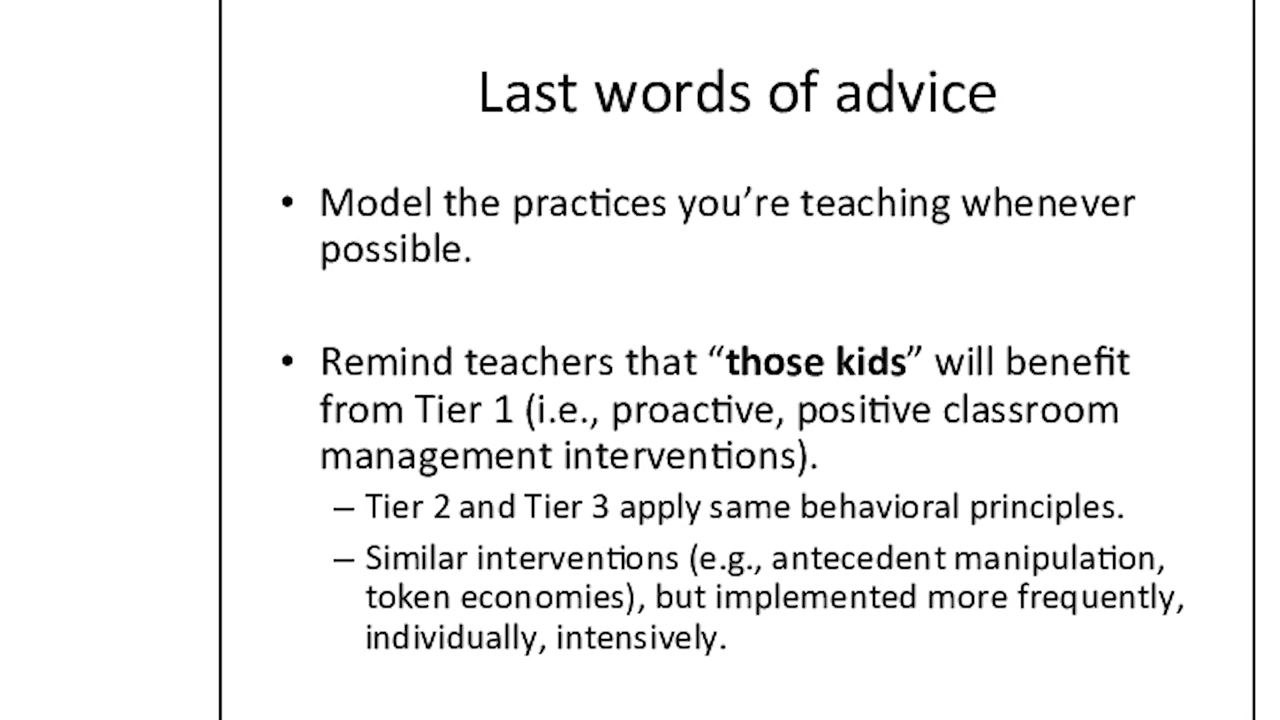 Last words of advice
• Model the practices you’re teaching whenever
possible.
• Remind teachers that “those kids” will benefit
from Tier 1 (i.e., proactive, positive classroom
management interventions).
– Tier 2 and Tier 3 apply same behavioral principles.
– Similar interventions (e.g., antecedent manipulation,
token economies), but implemented more frequently,
individually, intensively.